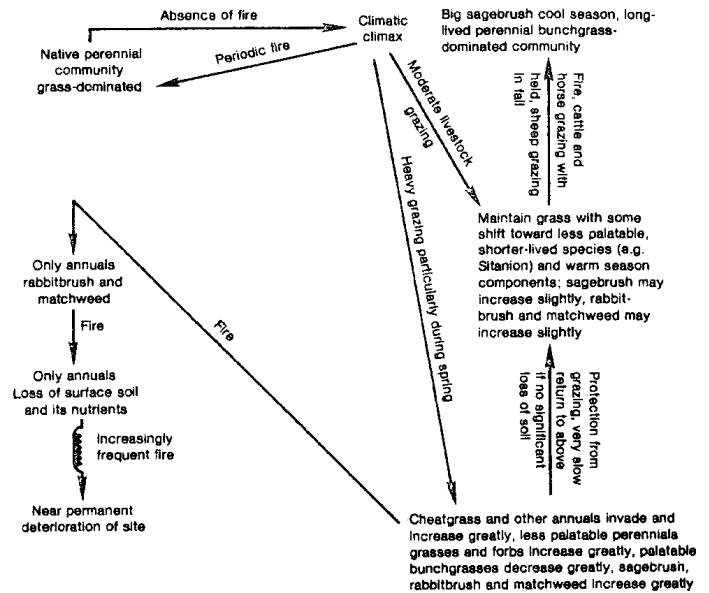 Absence of fire
Climatic
climax
Big sagebrush cool season, long-
lived perennial bunchgrass-
dominated community
Native perennial
community
grass-dominated
Periodic fire
Moderate livestock
grazing
Fire, cattle and
horse grazing with
held, sheep grazing
in fall
Heavy grazing particularly during spring
Maintain grass with some
shift toward less palatable,
shorter-lived species (a.g.
Sitanion) and warm season
components; sagebrush may
increase slightly, rabbit-
brush and matchweed may
increase slightly
Only annuals
rabbitbrush and
matchweed
Fire
Fire
Only annuals
Loss of surface soil
and its nutrients
Increasingly
frequent fire
Near permanent
deterioration of site
Protection from
grazing, very slow
return to above
if no significant
loss of soil
Cheatgrass and other annuals invade and
increase greatly, less palatable perennials
grasses and forbs increase greatly, palatable
bunchgrasses decrease greatly, sagebrush,
rabbitbrush and matchweed increase greatly